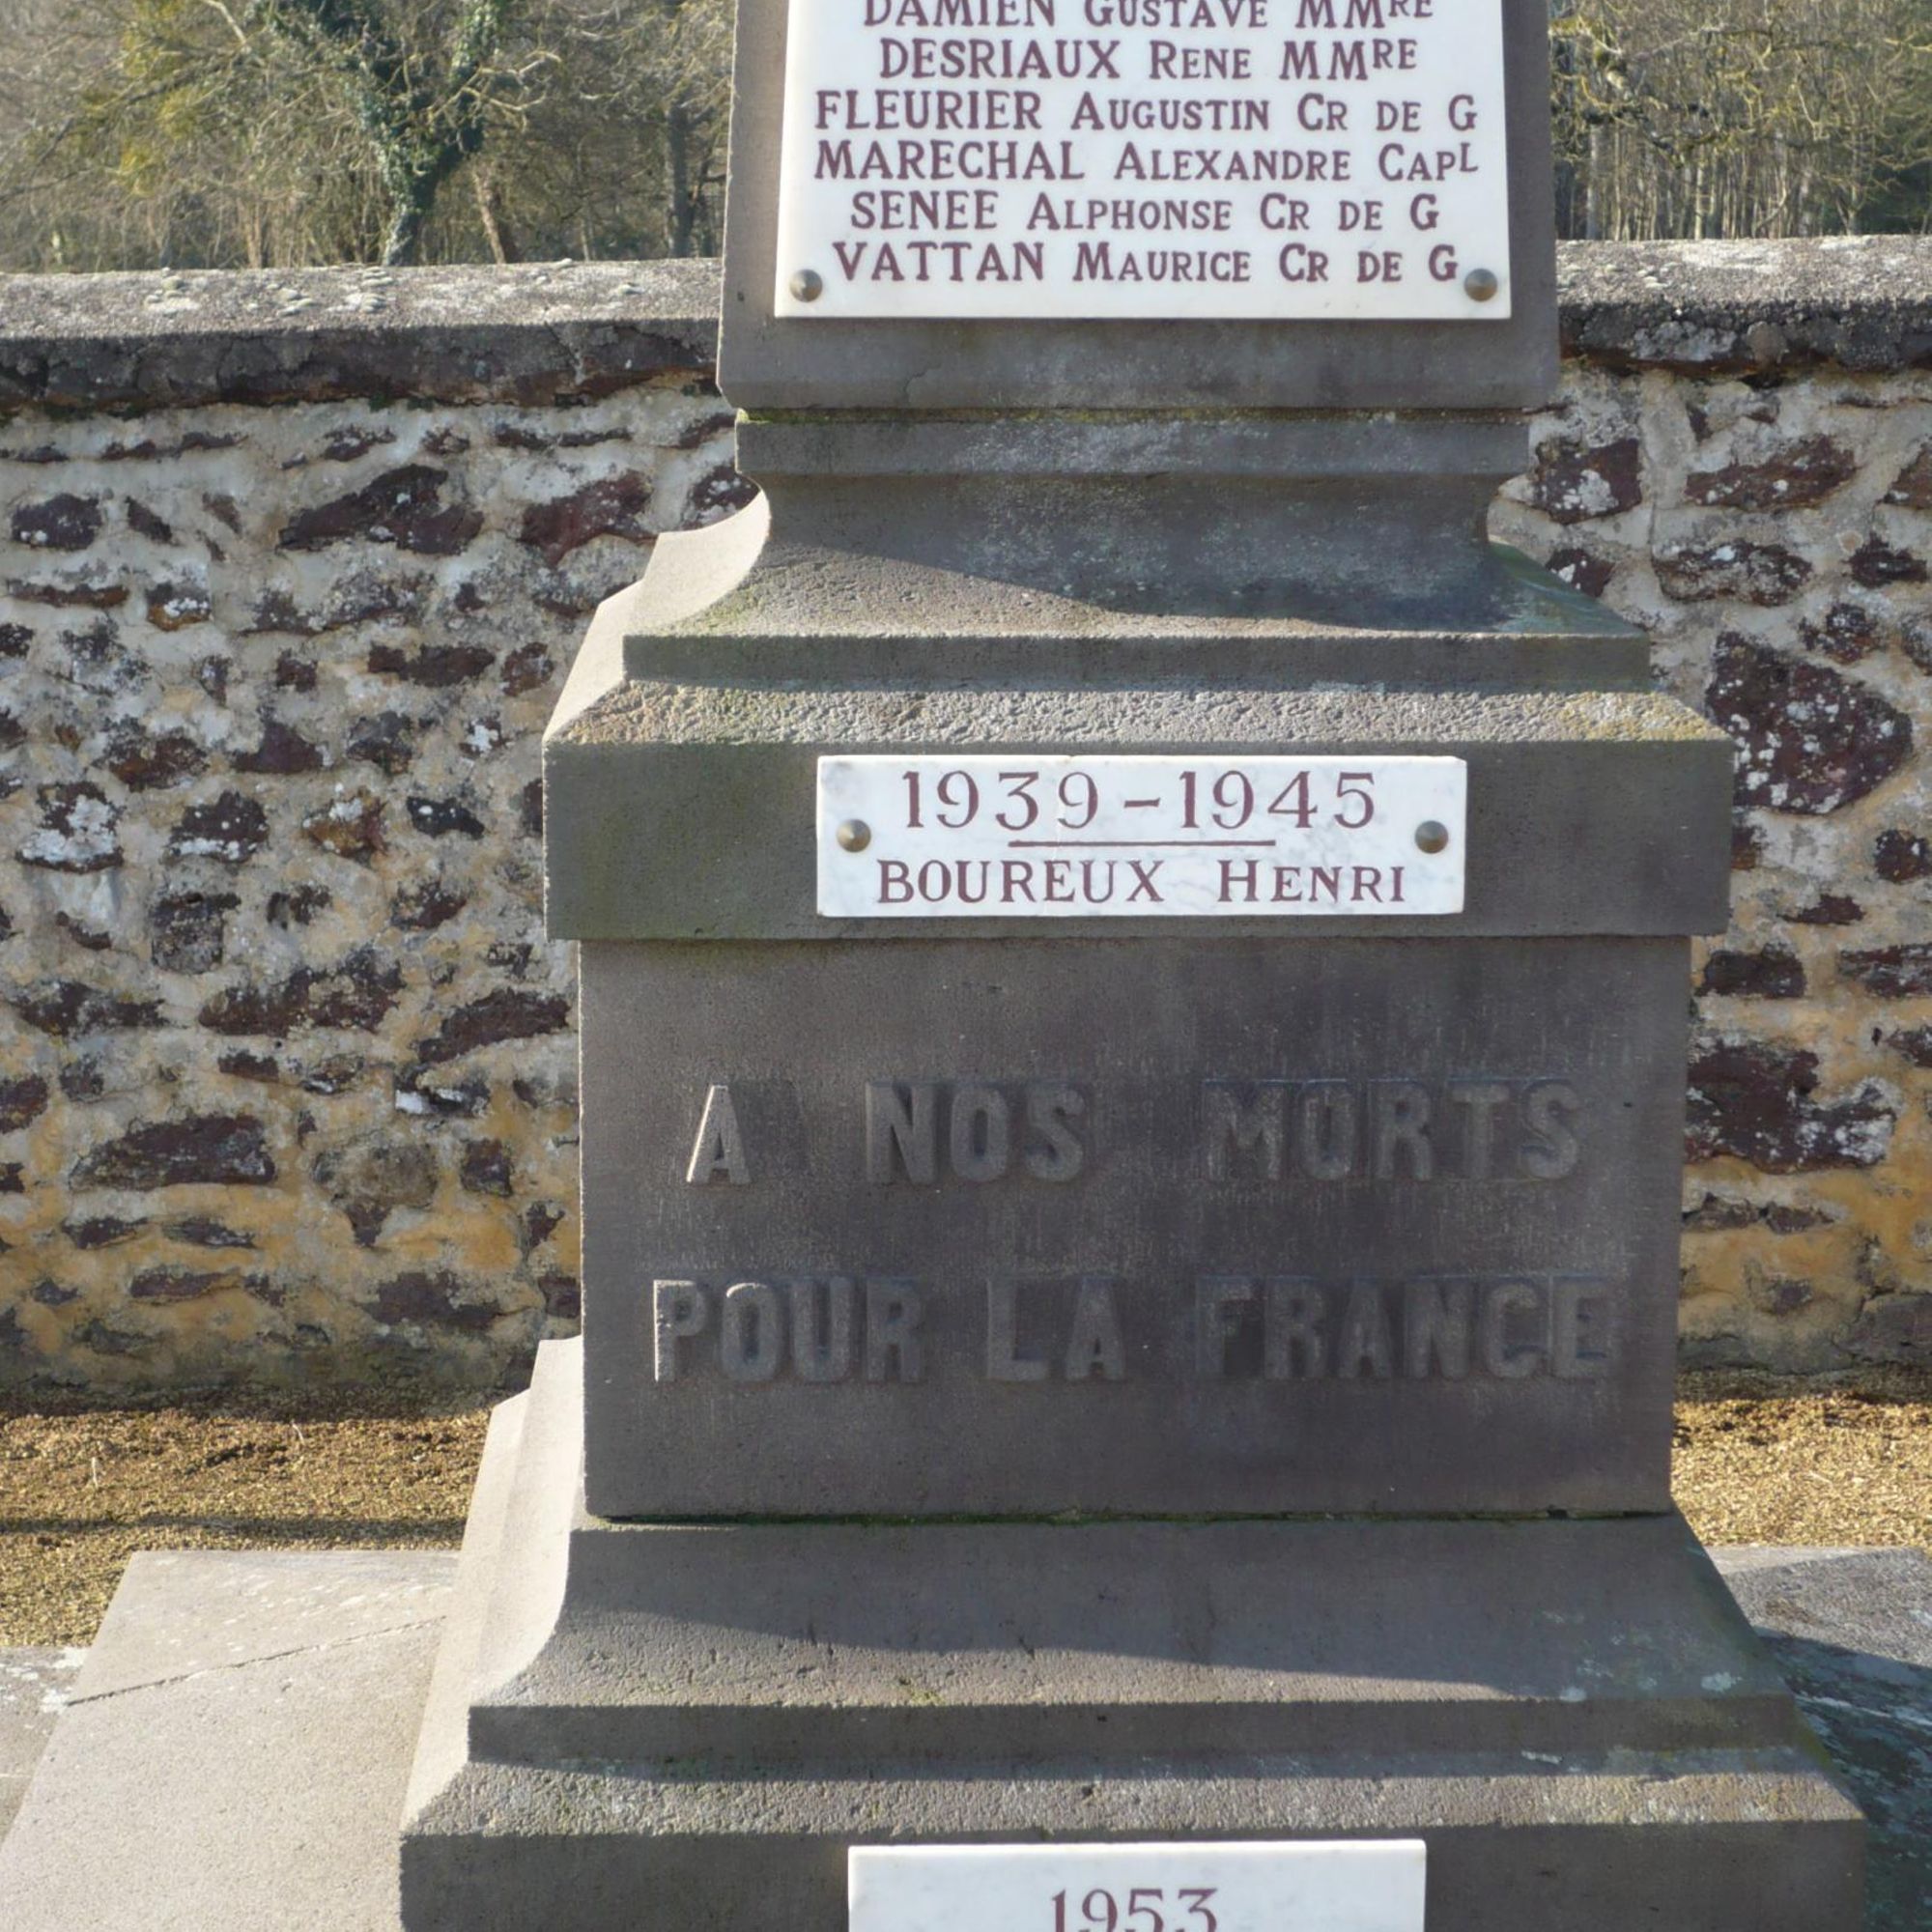 DAMIEN GUSTAVE MMRE
DESRIAUX RENE MMRE
FLEURIER AUGUSTIN CR DE G
MARECHAL ALEXANDRE CAPL
SENEE ALPHONSE CR DE G
VATTAN MAURICE CR DE G
1939-1945
BOUREUX HENRI
A NOS MORTS
POUR LA FRANCE
1953